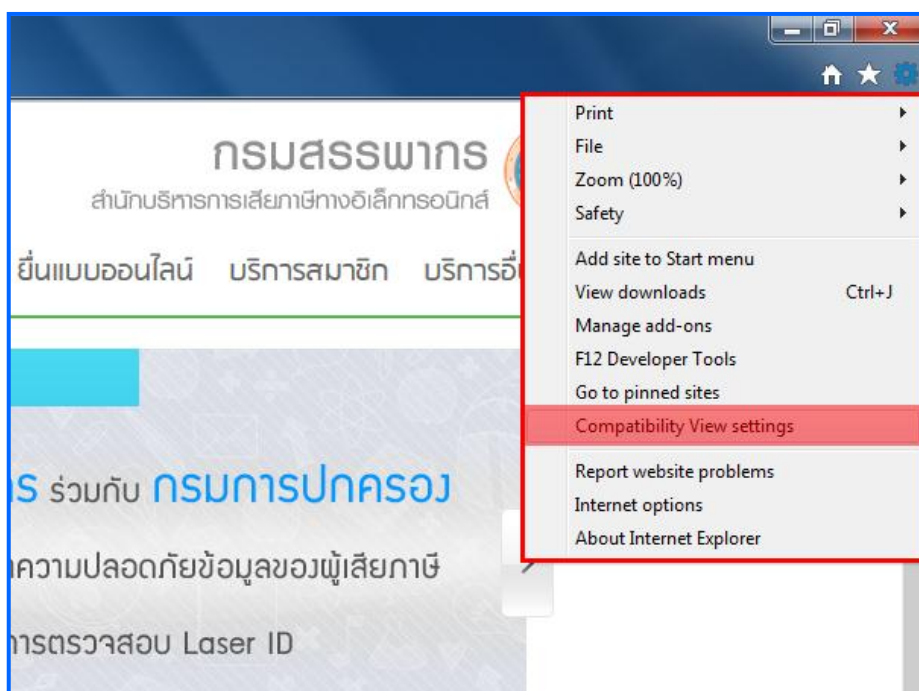 กรมสรรพากร
สำนักบริหารการเสียภาษีทางอิเล็กทรอนิกส์
ยื่นแบบออนไลน์ บริการสมาชิก
ร่วมกับ กรมการปกครอง
ความปลอดภัยข้อมูลของผู้เสียภาษี
การตรวจสอบ Laser ID
Print
File
Zoom (100%)
Safety
Add site to Start menu
View downloads Ctrl+J
Manage add-ons
F12 Developer Tools
Go to pinned sites
Compatibility View settings
Report website problems
Internet options
About Internet Explorer